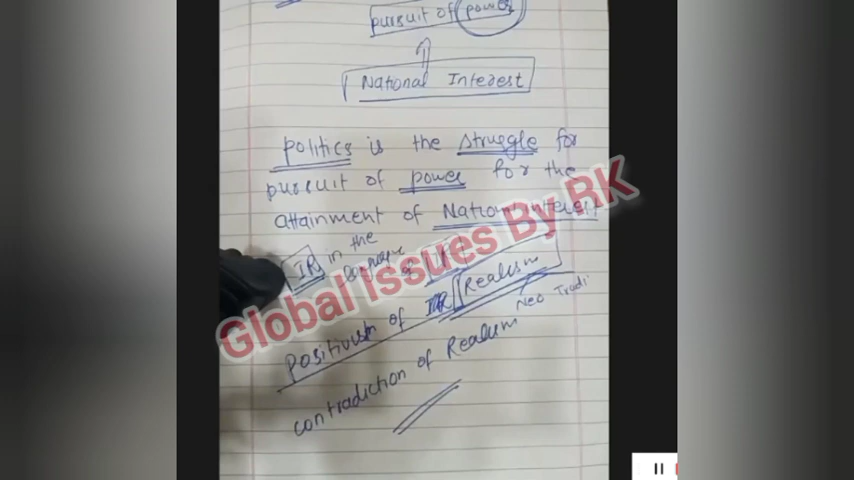 pursuit of power
National Interest
politics is the struggle for
pursuit of power for the
attainment of National interest
IR in the
of
positivism of IR Realism
Neo Tradi
contradiction of Realism
Global Issues By RK